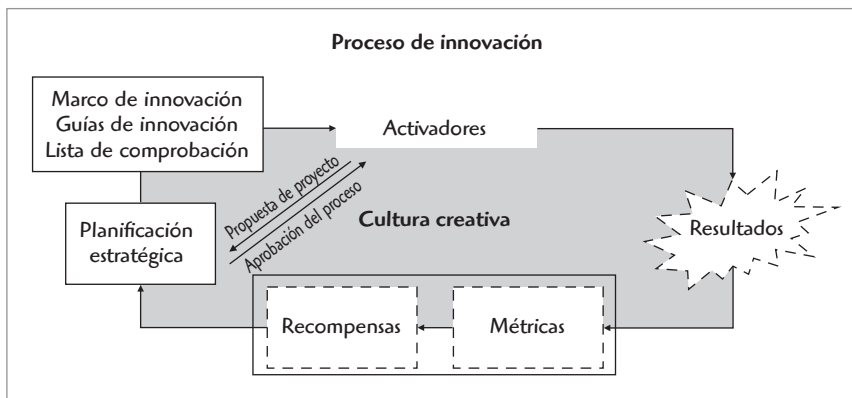 Proceso de innovación
Marco de innovación
Guías de innovación
Lista de comprobación
Activadores
Propuesta de proyecto
Aprobación del proceso
Cultura creativa
Planificación
estratégica
Resultados
Recompensas
Métricas